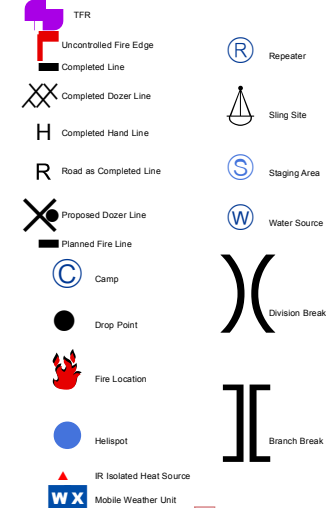 TFR
Uncontrolled Fire Edge
Completed Line
Completed Dozer Line
H Completed Hand Line
R Road as Completed Line
Proposed Dozer Line
Planned Fire Line
C Camp
Drop Point
Fire Location
Helispot
IR Isolated Heat Source
WX Mobile Weather Unit
R Repeater
Sling Site
S Staging Area
W Water Source
Division Break
Branch Break